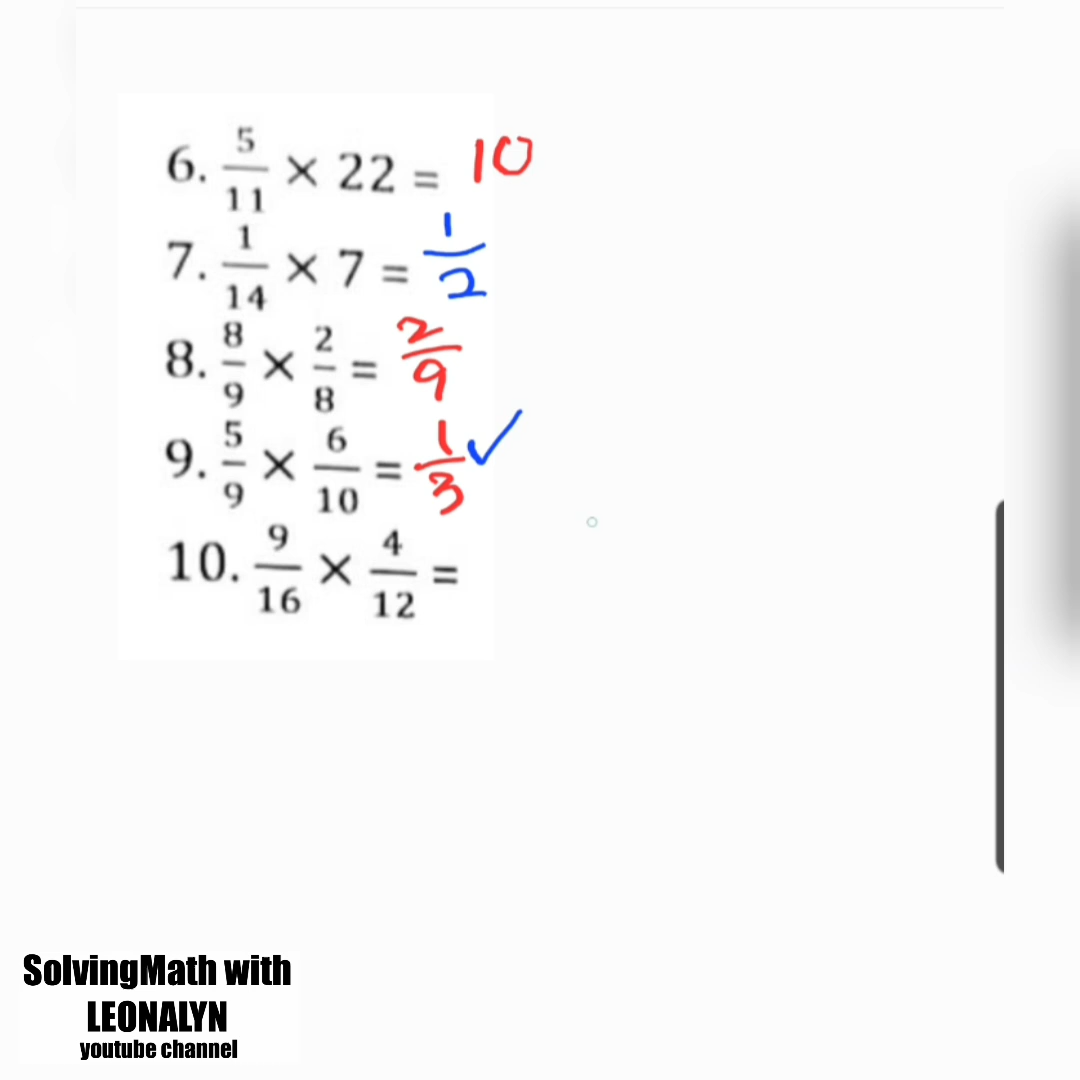 6. 5/11 × 22 = 10
7. 1/14 × 7 = 1/2
8. 8/9 × 2/8 = 2/9
9. 5/9 × 6/10 = 1/3 ✓
10. 9/16 × 4/12 =
SolvingMath with
LEONALYN
youtube channel